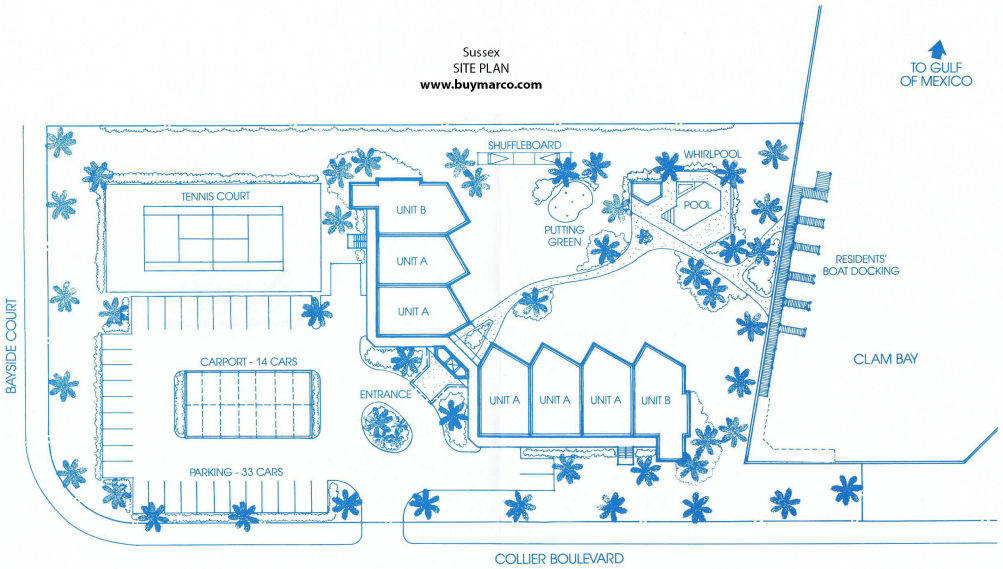 Sussex
SITE PLAN
www.buymarco.com
TO GULF
OF MEXICO
SHUFFLEBOARD
WHIRLPOOL
TENNIS COURT
UNIT B
POOL
PUTTING
GREEN
UNIT A
RESIDENTS'
BOAT DOCKING
UNIT A
BAYSIDE COURT
CARPORT - 14 CARS
CLAM BAY
ENTRANCE
UNIT A
UNIT A
UNIT A
UNIT B
PARKING - 33 CARS
COLLIER BOULEVARD